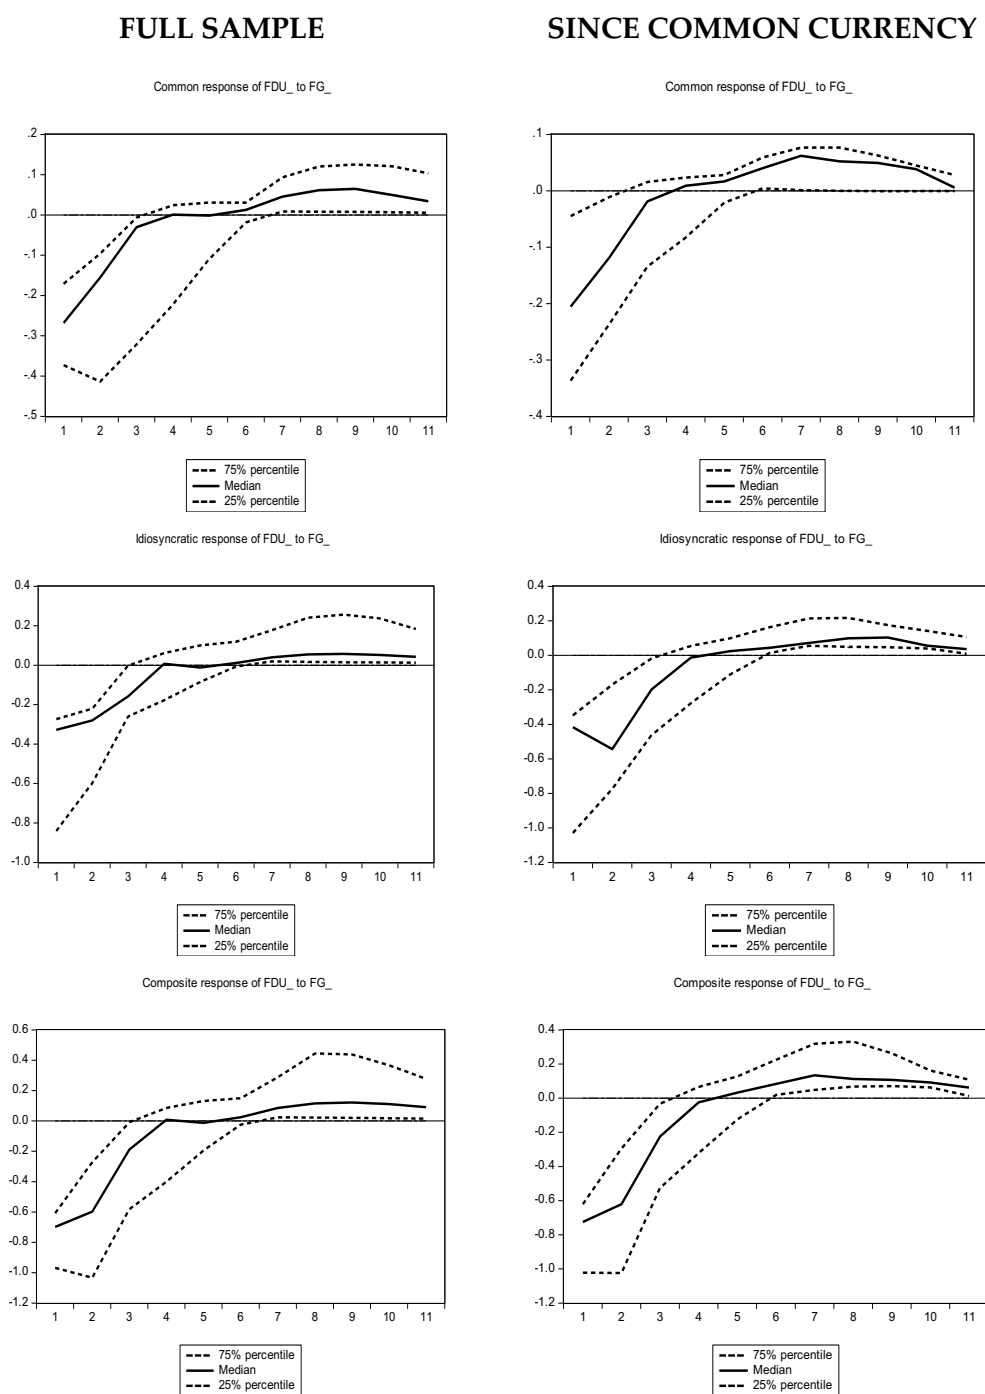 FULL SAMPLE
SINCE COMMON CURRENCY
Common response of FDU_ to FG_
.2
.1
.0
-.1
-.2
-.3
-.4
-.5
1 2 3 4 5 6 7 8 9 10 11
75% percentile
Median
25% percentile
Common response of FDU_ to FG_
.1
.0
-.1
-.2
-.3
-.4
1 2 3 4 5 6 7 8 9 10 11
75% percentile
Median
25% percentile
Idiosyncratic response of FDU_ to FG_
0.4
0.2
0.0
-0.2
-0.4
-0.6
-0.8
-1.0
1 2 3 4 5 6 7 8 9 10 11
75% percentile
Median
25% percentile
Idiosyncratic response of FDU_ to FG_
0.4
0.2
0.0
-0.2
-0.4
-0.6
-0.8
-1.0
-1.2
1 2 3 4 5 6 7 8 9 10 11
75% percentile
Median
25% percentile
Composite response of FDU_ to FG_
0.6
0.4
0.2
0.0
-0.2
-0.4
-0.6
-0.8
-1.0
-1.2
1 2 3 4 5 6 7 8 9 10 11
75% percentile
Median
25% percentile
Composite response of FDU_ to FG_
0.4
0.2
0.0
-0.2
-0.4
-0.6
-0.8
-1.0
-1.2
1 2 3 4 5 6 7 8 9 10 11
75% percentile
Median
25% percentile